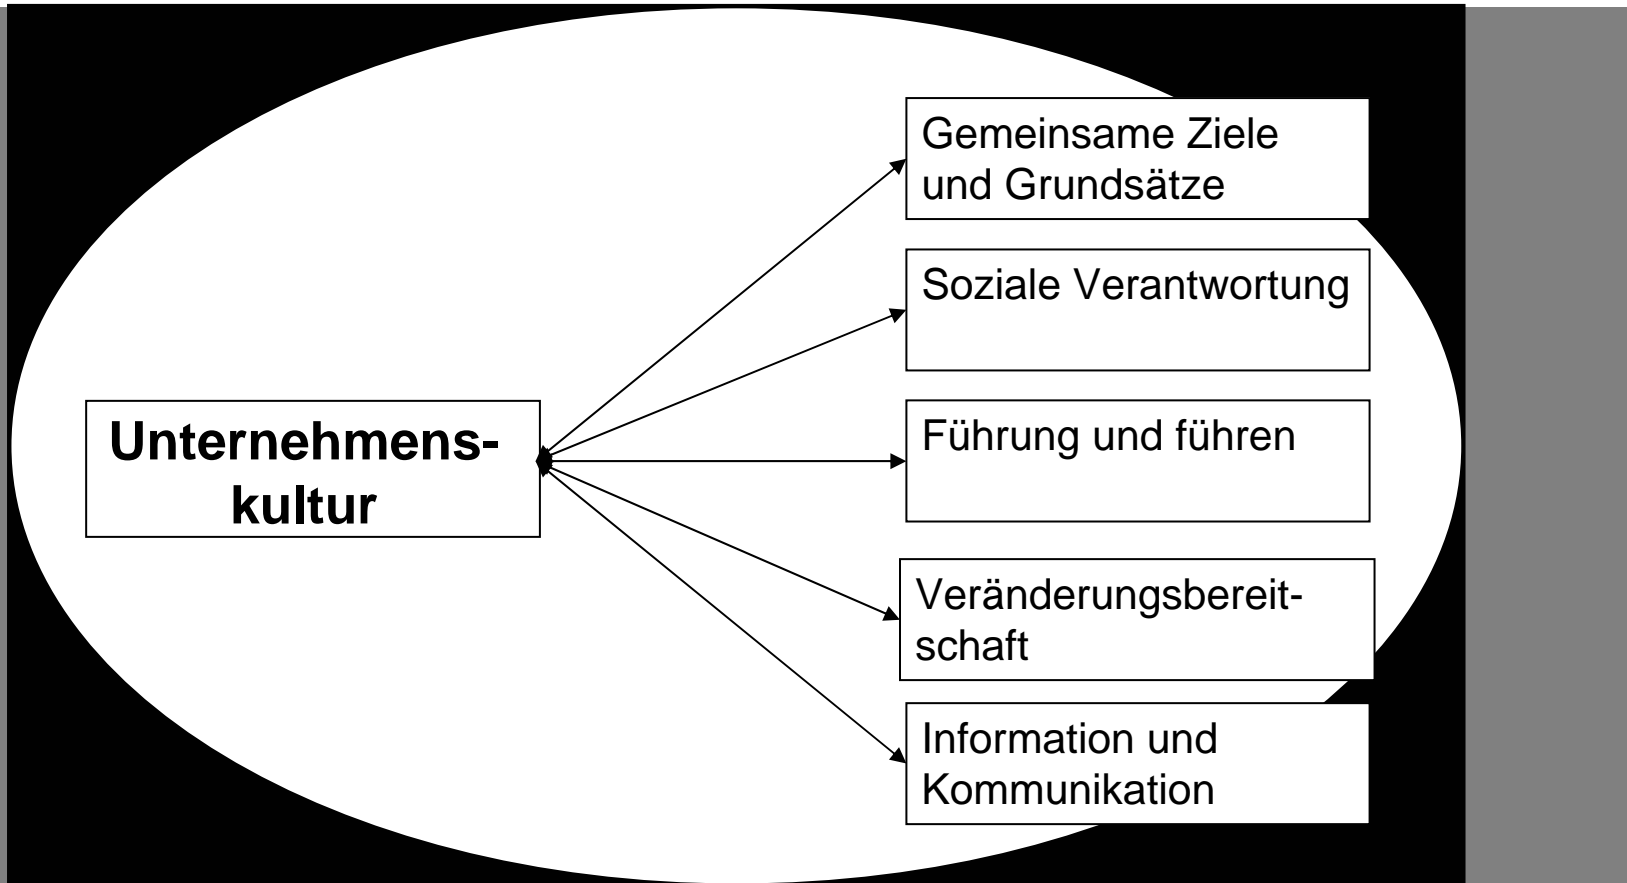 Gemeinsame Ziele
und Grundsätze
Soziale Verantwortung
Unternehmens-
kultur
Führung und führen
Veränderungsbereit-
schaft
Information und
Kommunikation